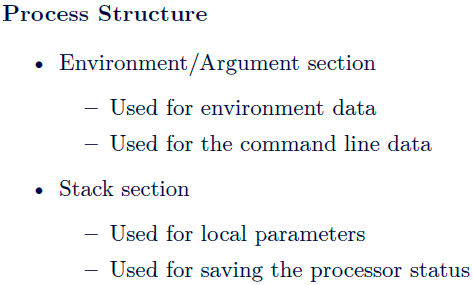 Process Structure
• Environment/Argument section
– Used for environment data
– Used for the command line data
• Stack section
– Used for local parameters
– Used for saving the processor status